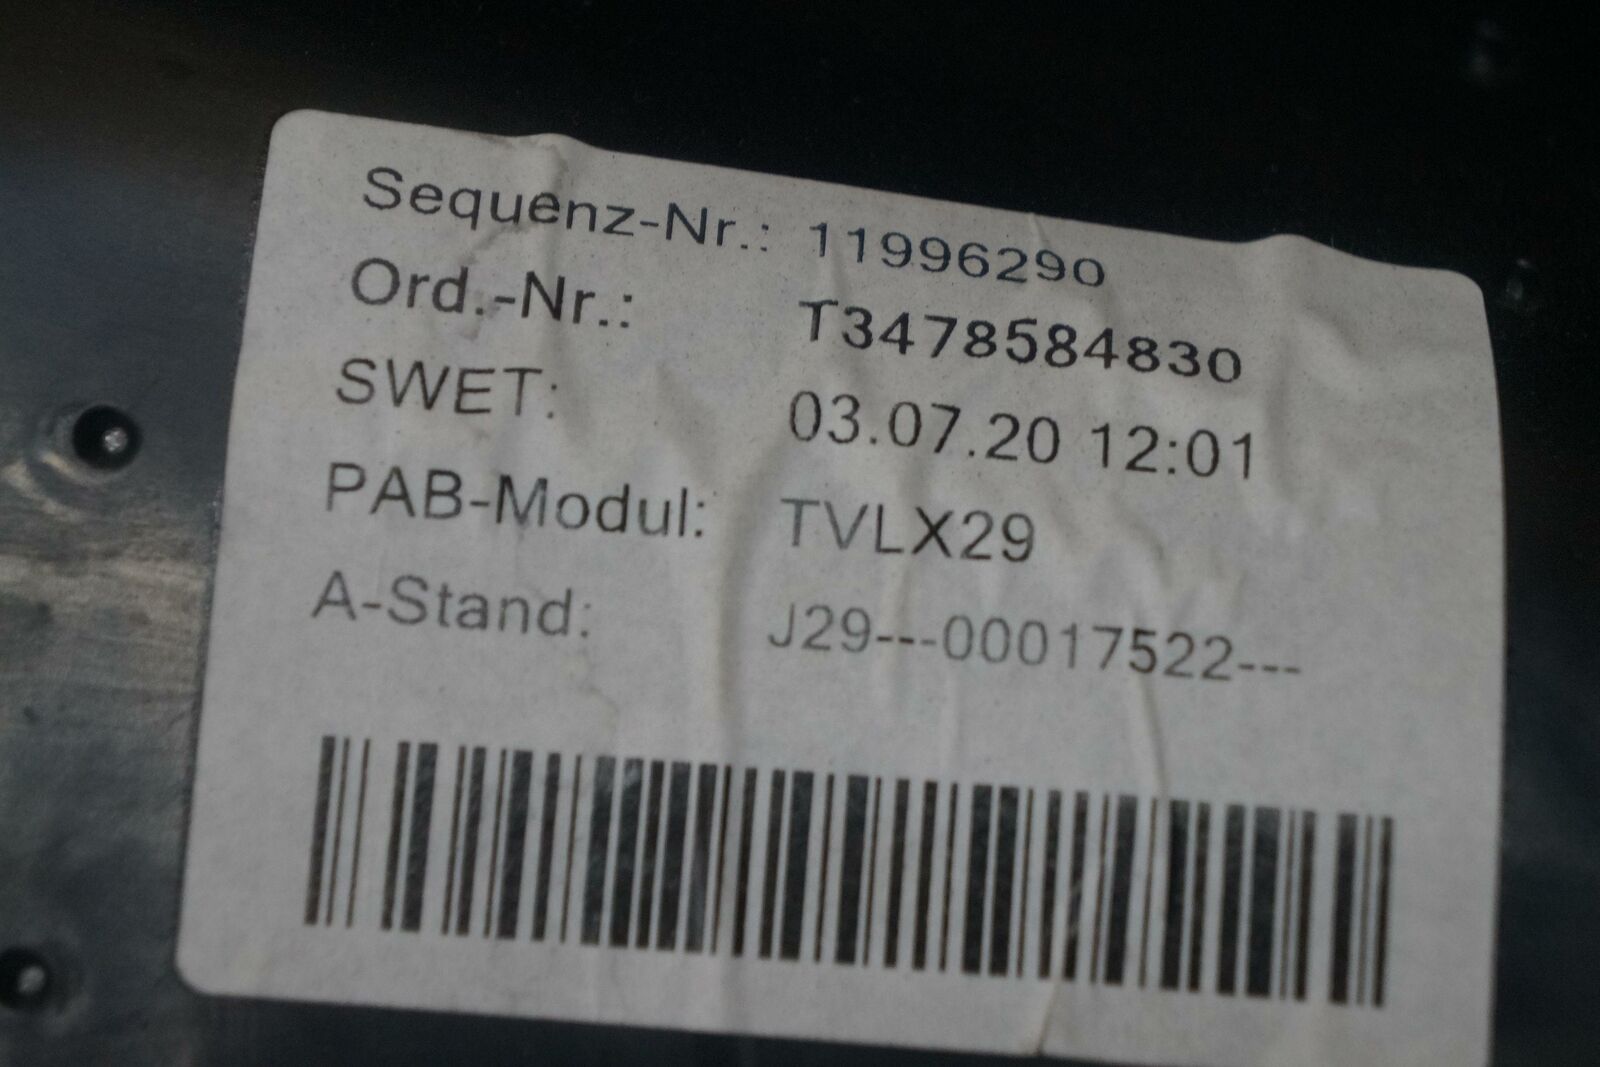 Sequenz-Nr.: 11996290
Ord.-Nr.: T3478584830
SWET: 03.07.20 12:01
PAB-Modul: TVLX29
A-Stand: J29---00017522---